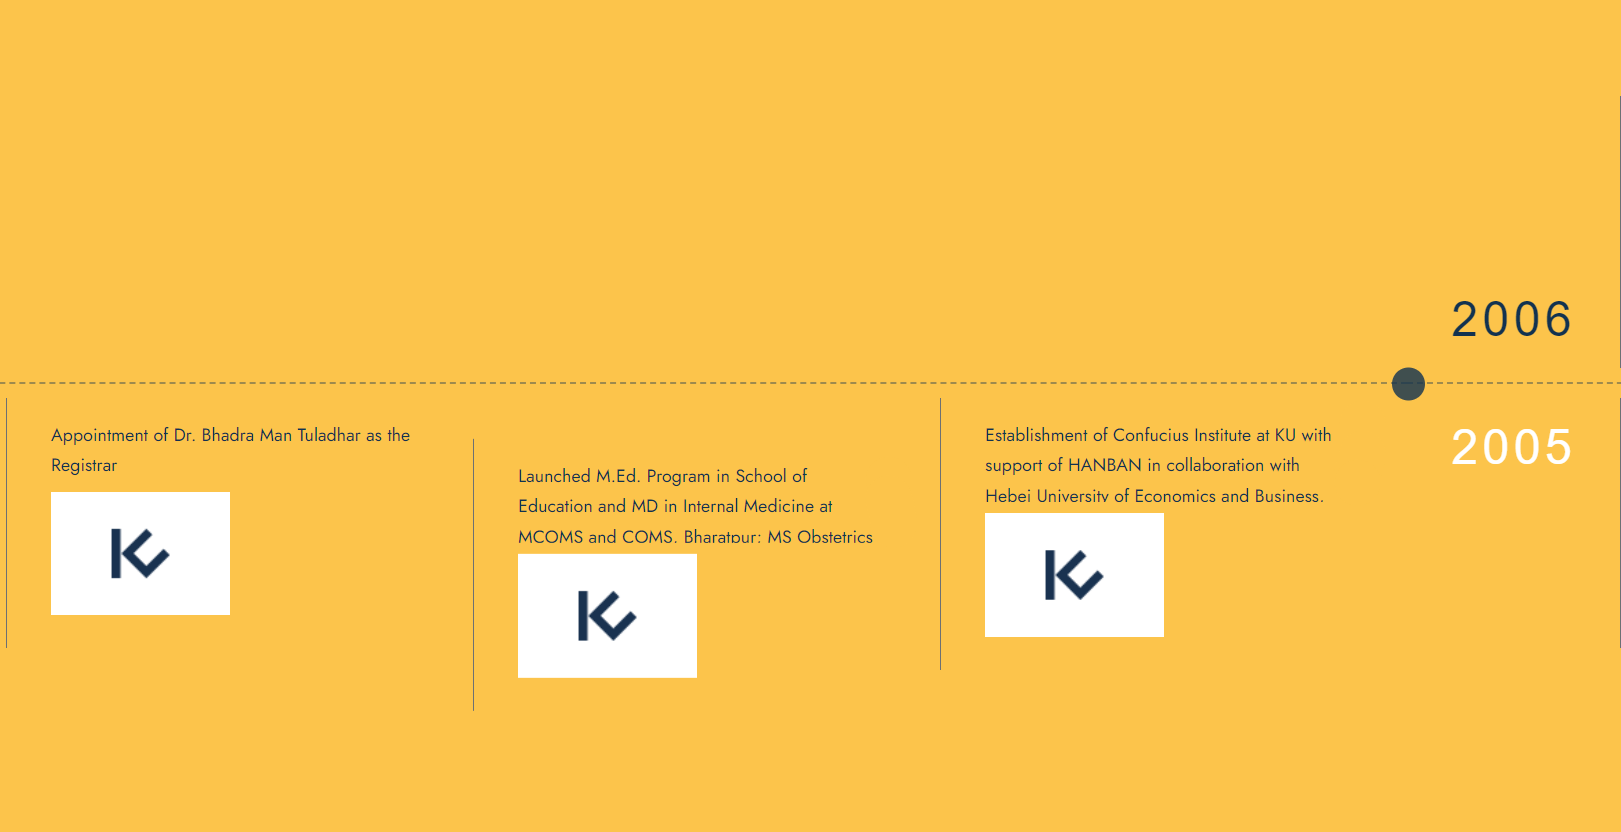 2006
Appointment of Dr. Bhadra Man Tuladhar as the
Registrar
Launched M.Ed. Program in School of
Education and MD in Internal Medicine at
MCOMS and COMS, Bharatpur; MS Obstetrics
Establishment of Confucius Institute at KU with
support of HANBAN in collaboration with
Hebei University of Economics and Business.
2005